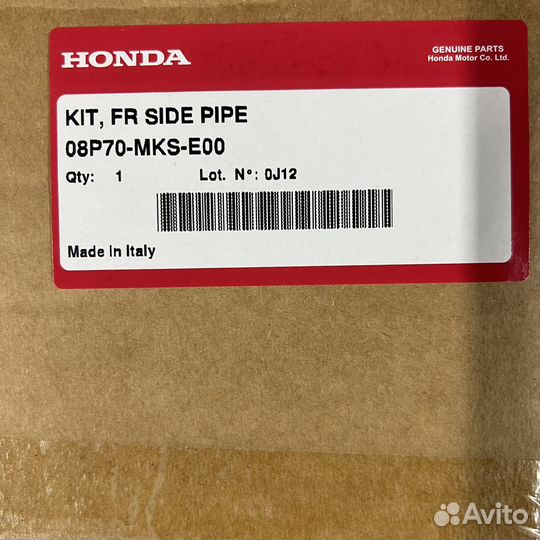 HONDA
GENUINE PARTS
Honda Motor Co. Ltd.
KIT, FR SIDE PIPE
08P70-MKS-E00
Qty: 1 Lot. N°: 0J12
Made in Italy
Avito